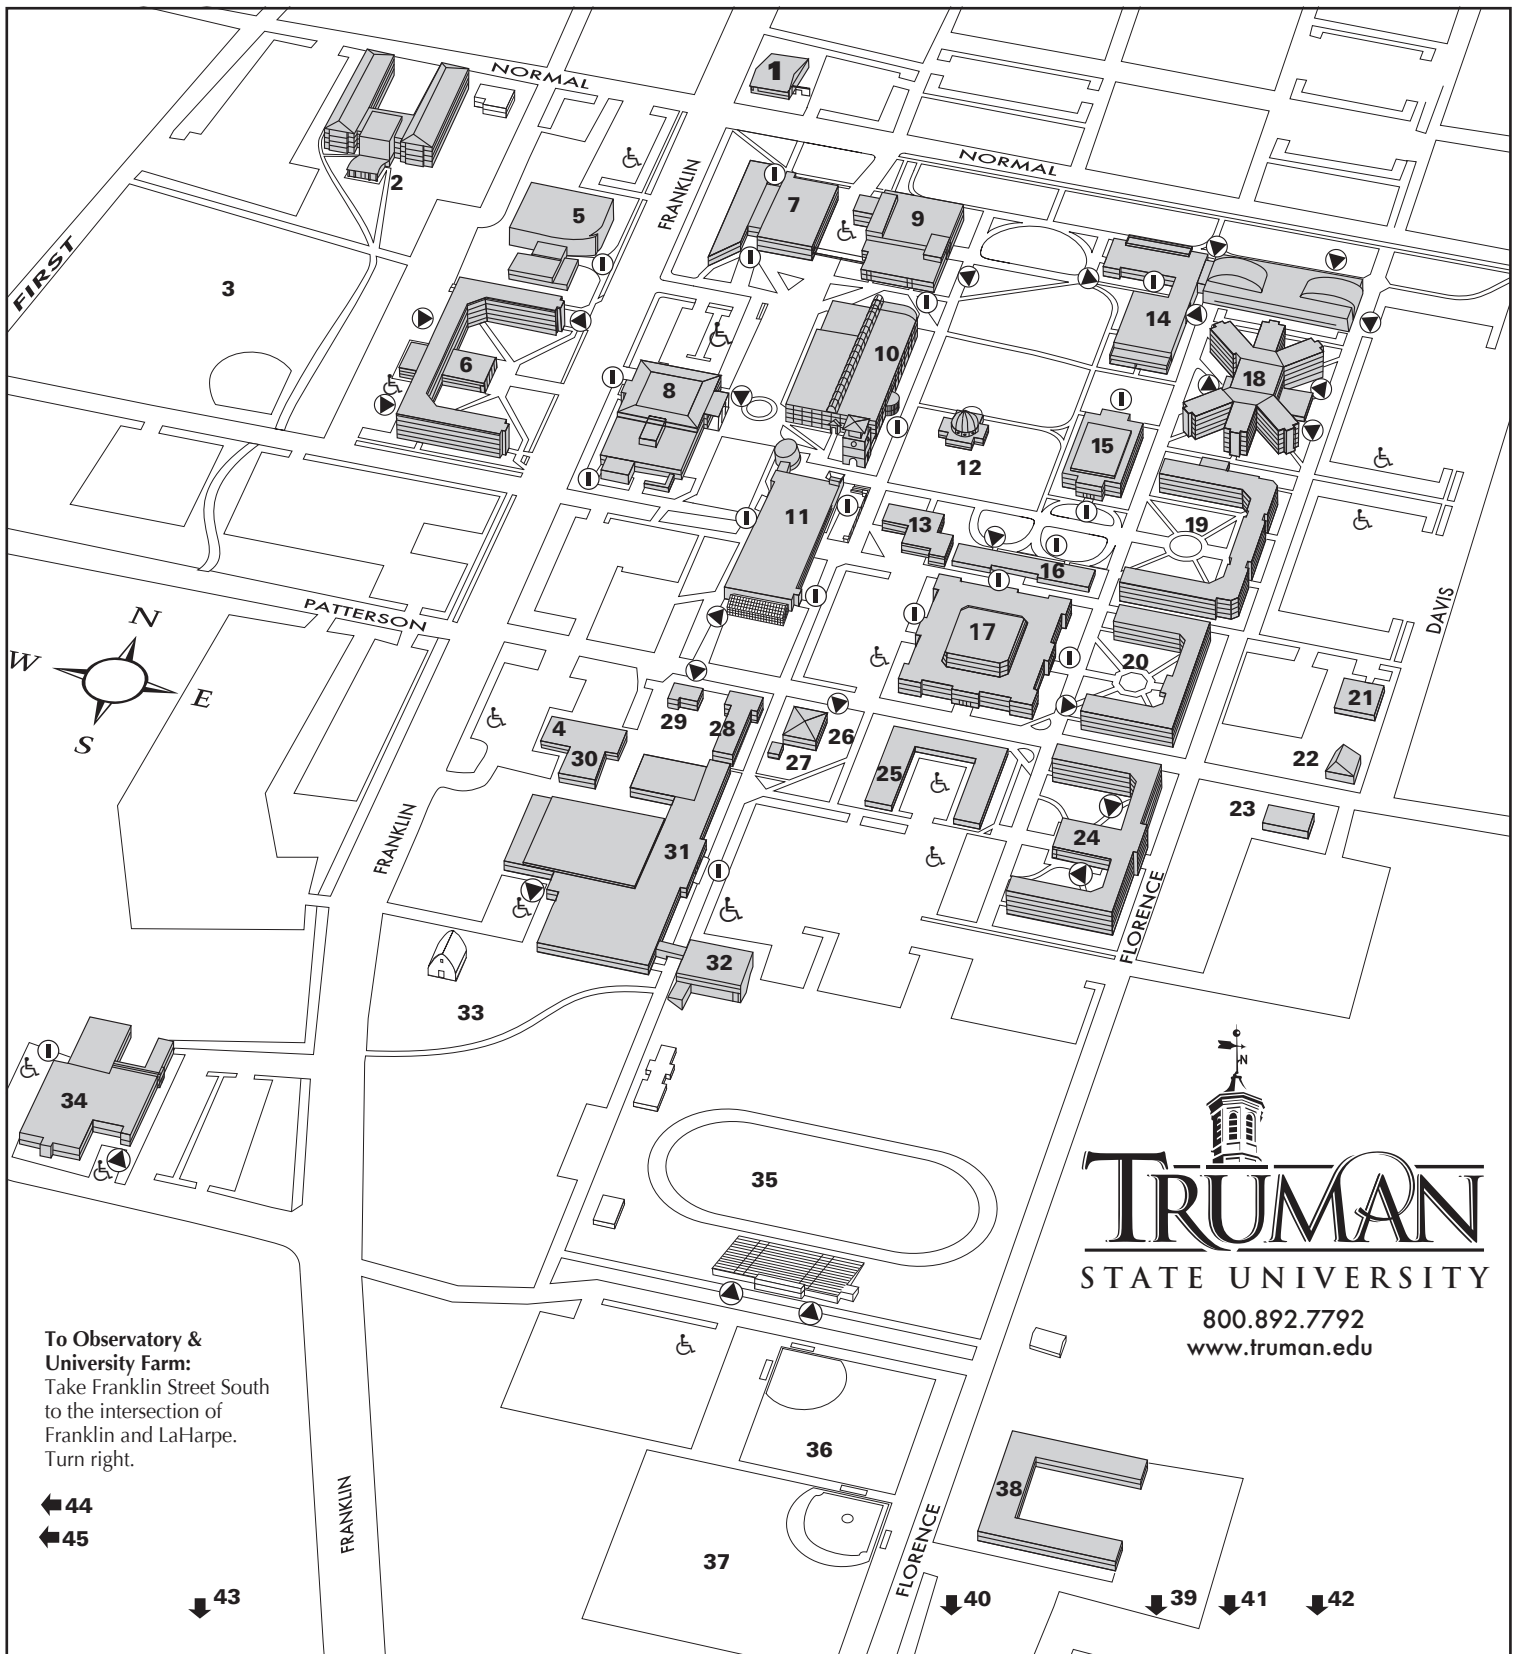 1
NORMAL
NORMAL
2
FRANKLIN
5
7
9
FIRST
3
6
8
10
14
18
12
15
11
13
19
16
PATTERSON
DAVIS
N
W
E
S
17
20
21
29
28
4
26
30
27
25
22
FRANKLIN
23
31
24
FLORENCE
32
33
34
35
N
TRUMAN
STATE UNIVERSITY
800.892.7792
www.truman.edu
To Observatory &
University Farm:
Take Franklin Street South
to the intersection of
Franklin and LaHarpe.
Turn right.
36
44
45
FRANKLIN
38
37
FLORENCE
43
40
39
41
42